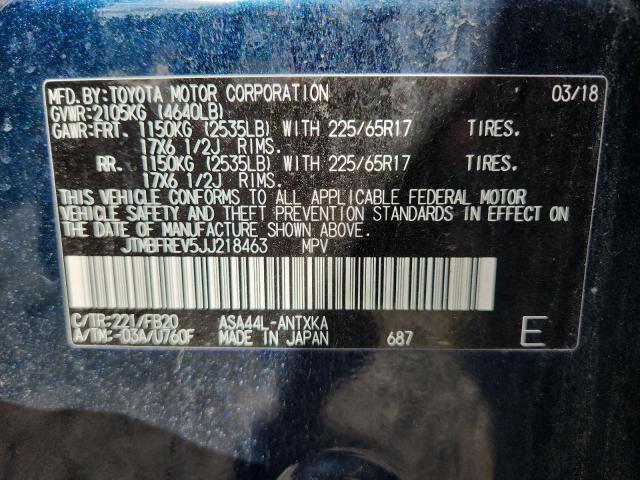 MFD.BY:TOYOTA MOTOR CORPORATION 03/18
GVWR:2105KG (4640LB)
GAWR:FRT. 1150KG (2535LB) WITH 225/65R17 TIRES.
17X6 1/2J RIMS.
RR. 1150KG (2535LB) WITH 225/65R17 TIRES.
17X6 1/2J RIMS.
THIS VEHICLE CONFORMS TO ALL APPLICABLE FEDERAL MOTOR
VEHICLE SAFETY AND THEFT PREVENTION STANDARDS IN EFFECT ON
THE DATE OF MANUFACTURE SHOWN ABOVE.
JTMBFREV5JJ218463 MPV
C/TR:221/FB20 ASA44L-ANTXKA
A/TM:-03A/U760F MADE IN JAPAN 687 E